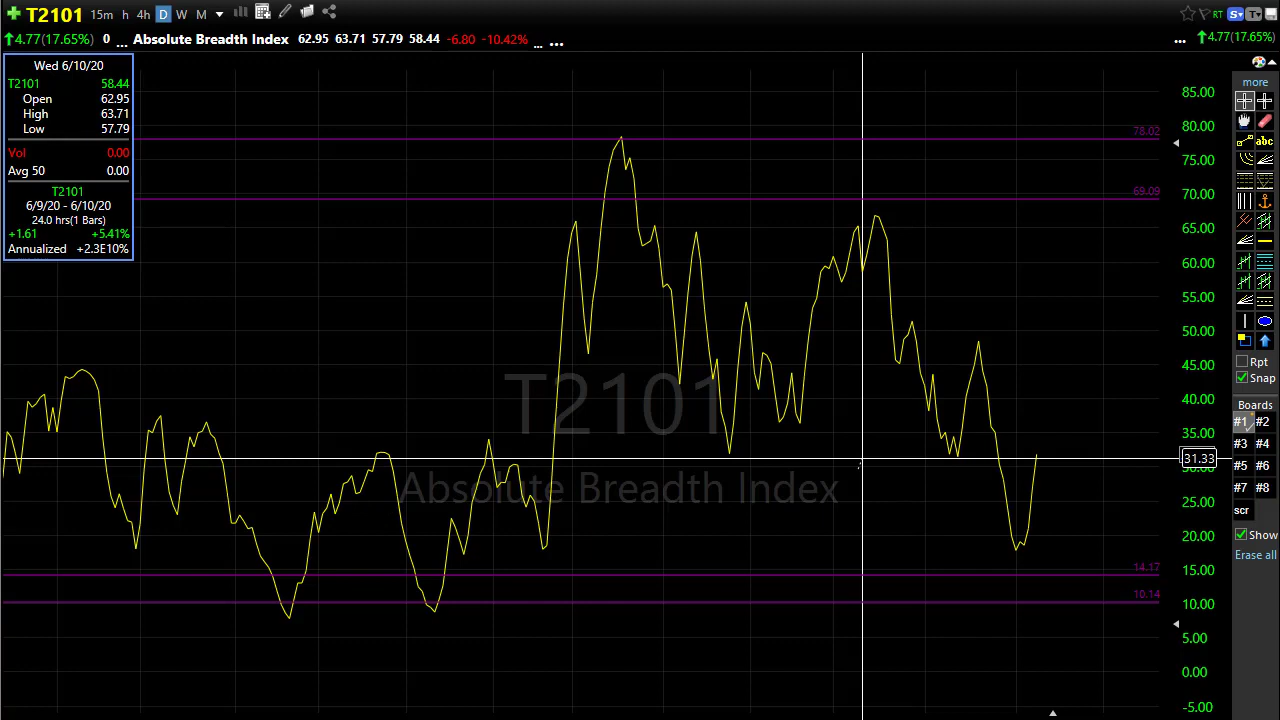 T2101 15m h 4h D W M
RT S T
4.77(17.65%) 0 ... Absolute Breadth Index 62.95 63.71 57.79 58.44 -6.80 -10.42% ... ...
... 4.77(17.65%)
Wed 6/10/20
T2101 58.44
Open 62.95
High 63.71
Low 57.79
Vol 0.00
Avg 50 0.00
T2101
6/9/20 - 6/10/20
24.0 hrs(1 Bars)
+1.61 +5.41%
Annualized +2.3E10%
78.02
69.09
14.17
10.14
T2101
Absolute Breadth Index
85.00
80.00
75.00
70.00
65.00
60.00
55.00
50.00
45.00
40.00
35.00
31.33
30.00
25.00
20.00
15.00
10.00
5.00
0.00
-5.00
more
abc
Rpt
Snap
Boards
#1 #2
#3 #4
#5 #6
#7 #8
scr
Show
Erase all